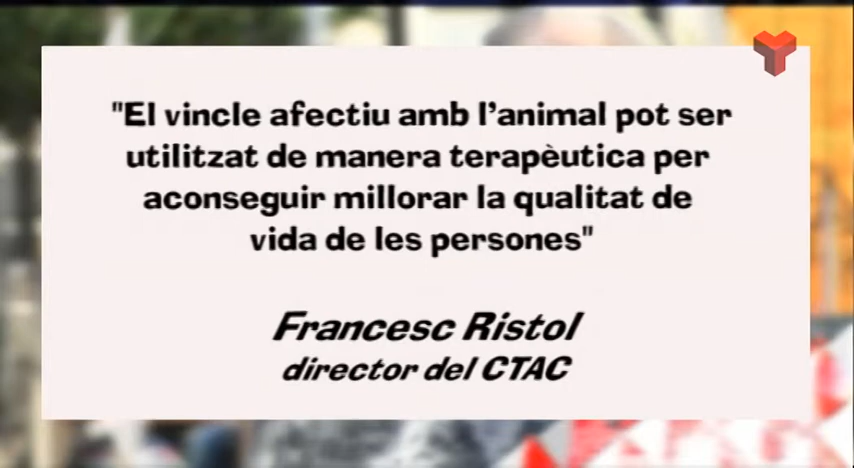 "El vincle afectiu amb l'animal pot ser
utilitzat de manera terapèutica per
aconseguir millorar la qualitat de
vida de les persones"
Francesc Ristol
director del CTAC